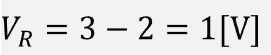 V_R = 3 − 2 = 1[V]